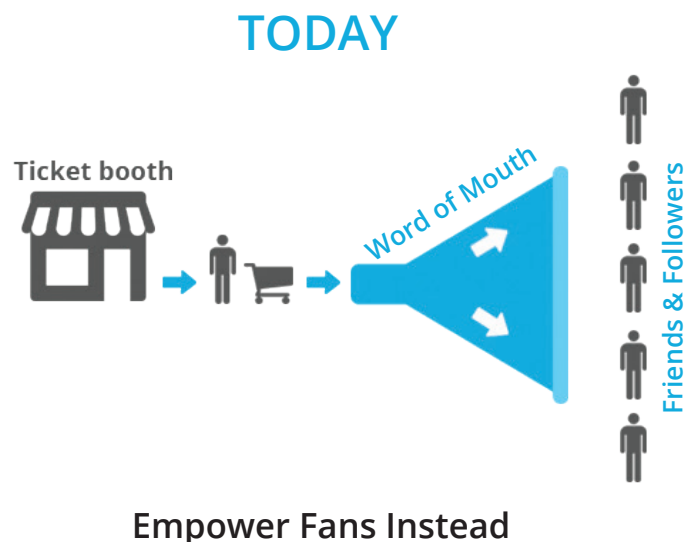 TODAY
Ticket booth
Word of Mouth
Friends & Followers
Empower Fans Instead